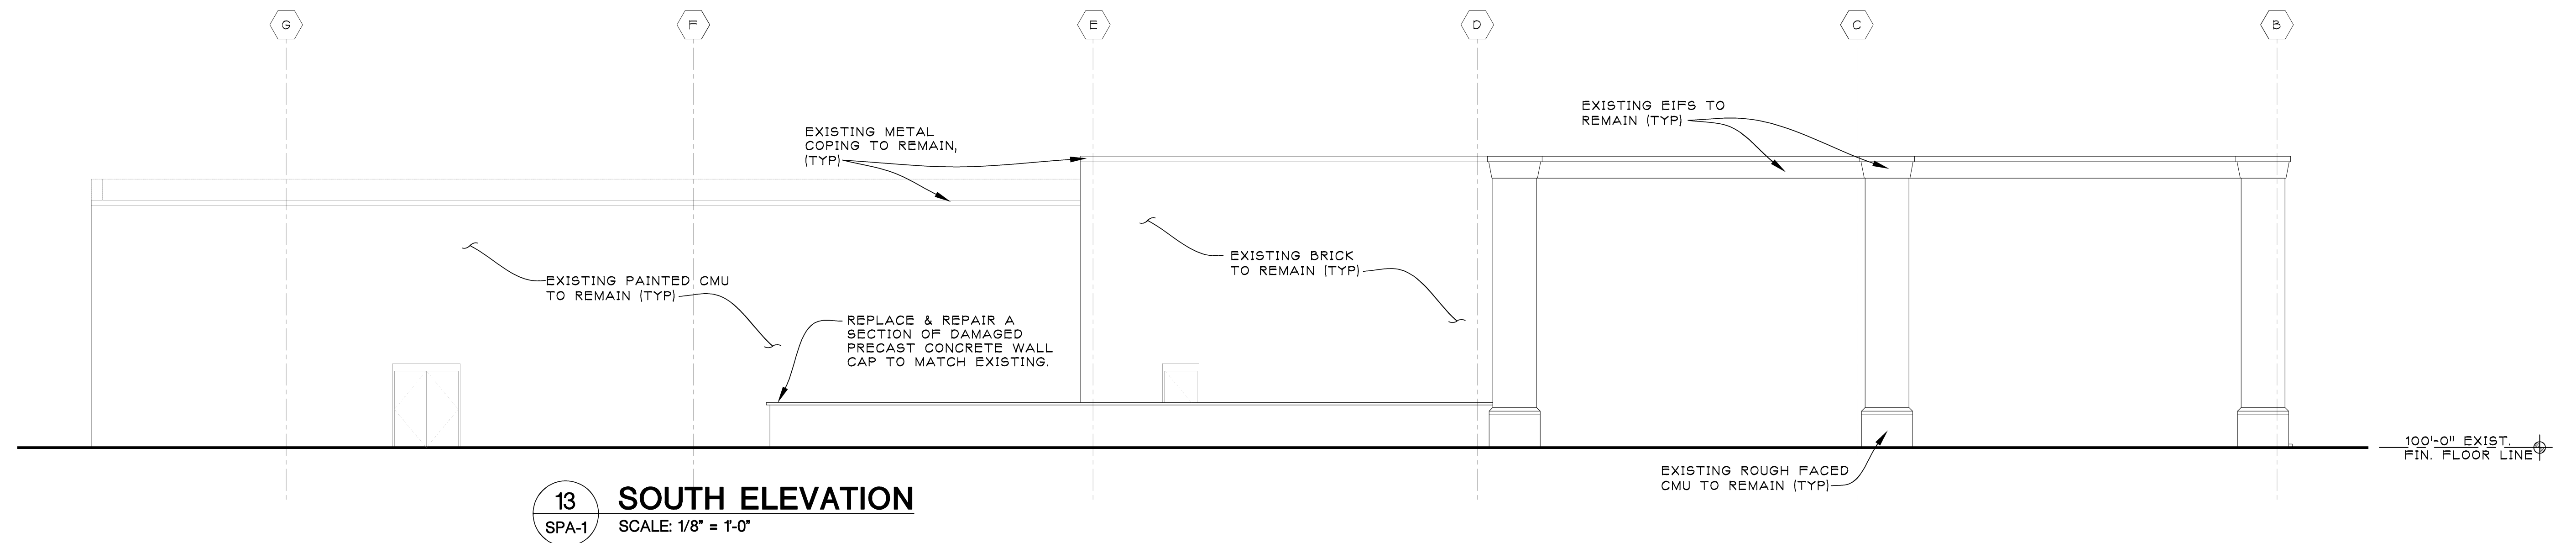 G
F
E
D
C
B
EXISTING EIFS TO
REMAIN (TYP)
EXISTING METAL
COPING TO REMAIN,
(TYP)
EXISTING BRICK
TO REMAIN (TYP)
EXISTING PAINTED CMU
TO REMAIN (TYP)
REPLACE & REPAIR A
SECTION OF DAMAGED
PRECAST CONCRETE WALL
CAP TO MATCH EXISTING.
100'-0" EXIST.
FIN. FLOOR LINE
EXISTING ROUGH FACED
CMU TO REMAIN (TYP)
13
SPA-1
SOUTH ELEVATION
SCALE: 1/8" = 1'-0"